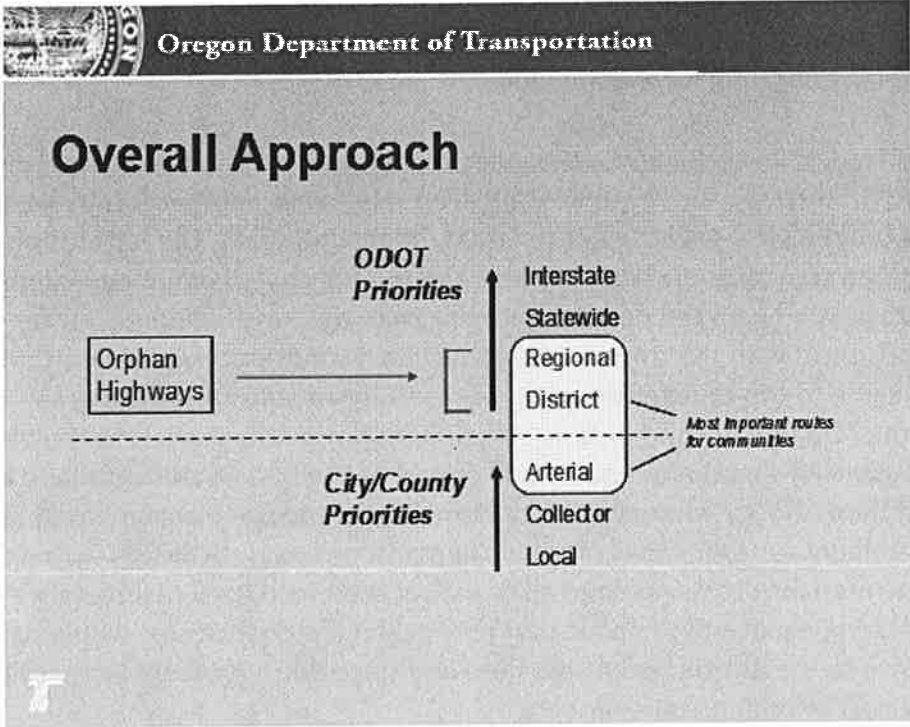 ON
Oregon Department of Transportation
Overall Approach
ODOT
Priorities
Interstate
Statewide
Orphan
Highways
Regional
District
Most important routes
for communities
Arterial
City/County
Priorities
Collector
Local